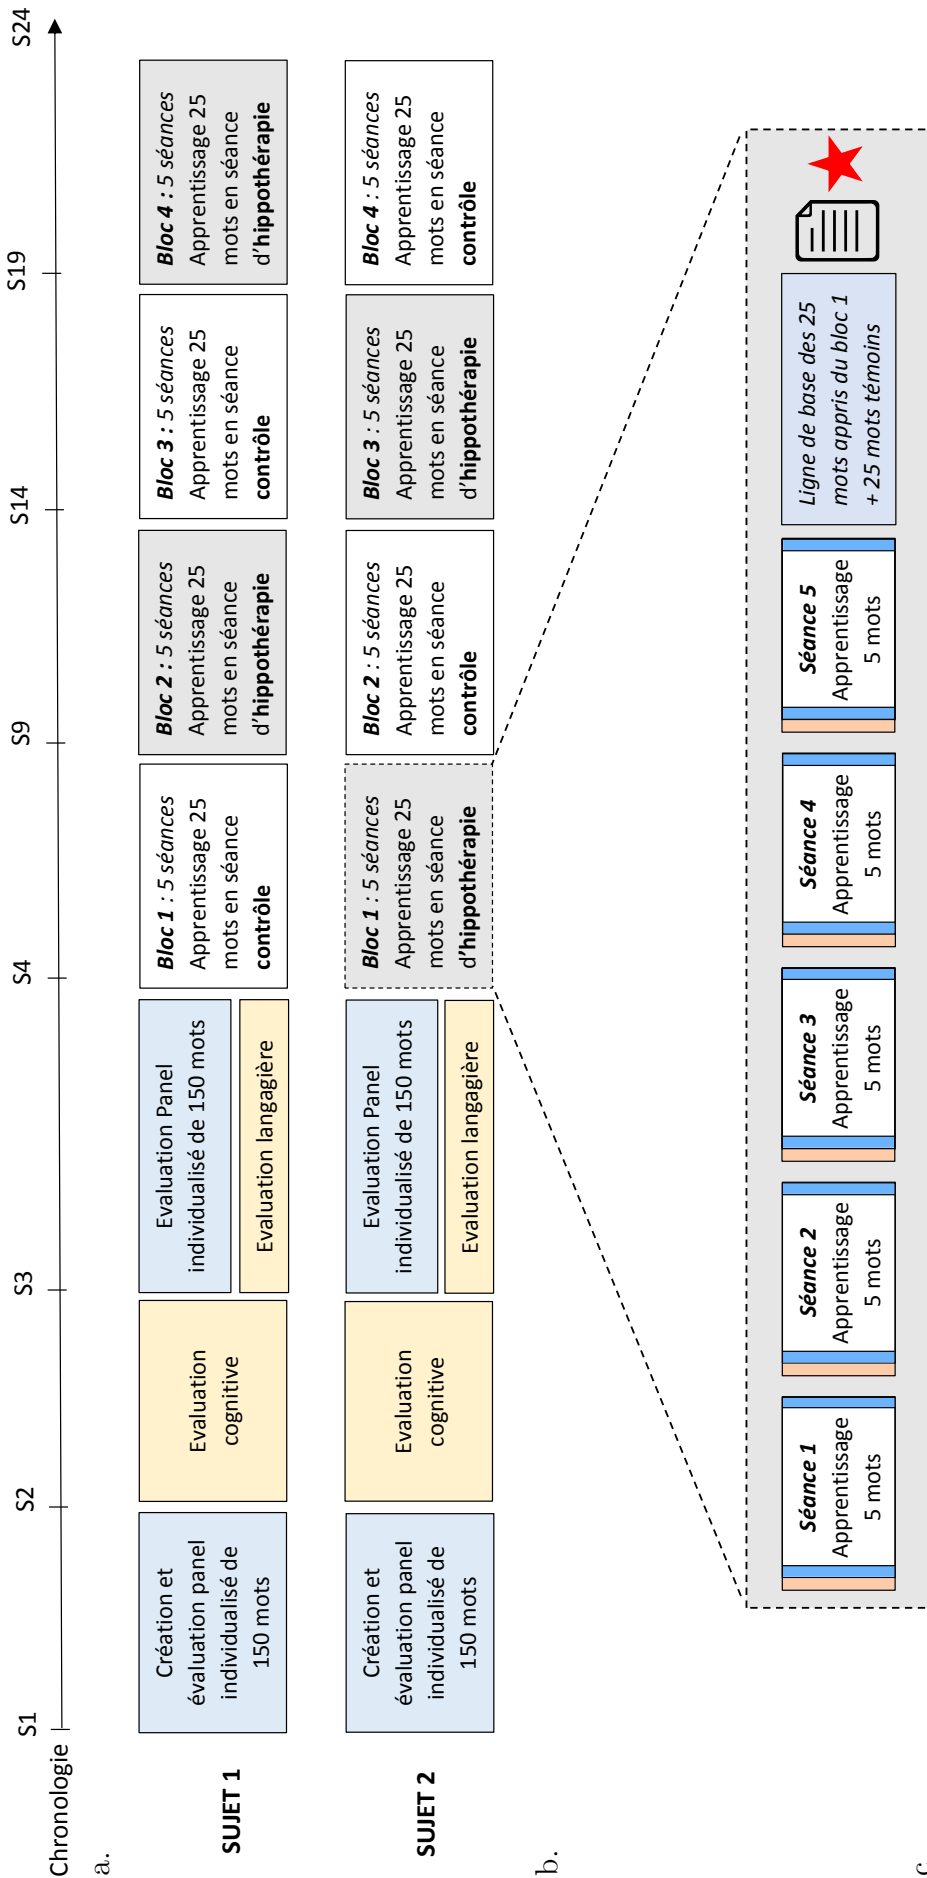 Chronologie
S1
S2
S3
S4
S9
S14
S19
S24
a.
SUJET 1
Création et
évaluation panel
individualisé de
150 mots
Evaluation
cognitive
Evaluation Panel
individualisé de 150 mots
Evaluation langagière
Bloc 1 : 5 séances
Apprentissage 25
mots en séance
contrôle
Bloc 2 : 5 séances
Apprentissage 25
mots en séance
d'hippothérapie
Bloc 3 : 5 séances
Apprentissage 25
mots en séance
contrôle
Bloc 4 : 5 séances
Apprentissage 25
mots en séance
d'hippothérapie
SUJET 2
Création et
évaluation panel
individualisé de
150 mots
Evaluation
cognitive
Evaluation Panel
individualisé de 150 mots
Evaluation langagière
Bloc 1 : 5 séances
Apprentissage 25
mots en séance
d'hippothérapie
Bloc 2 : 5 séances
Apprentissage 25
mots en séance
contrôle
Bloc 3 : 5 séances
Apprentissage 25
mots en séance
d'hippothérapie
Bloc 4 : 5 séances
Apprentissage 25
mots en séance
contrôle
b.
Séance 1
Apprentissage
5 mots
Séance 2
Apprentissage
5 mots
Séance 3
Apprentissage
5 mots
Séance 4
Apprentissage
5 mots
Séance 5
Apprentissage
5 mots
Ligne de base des 25
mots appris du bloc 1
+ 25 mots témoins
c